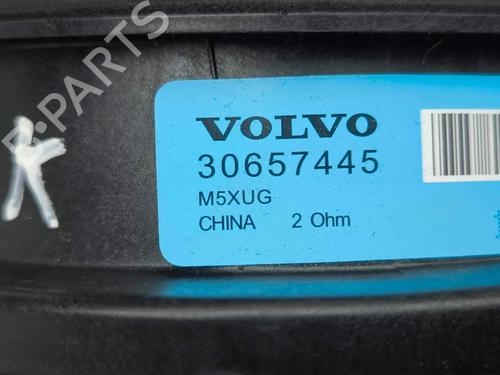 B-PARTS
VOLVO
30657445
M5XUG
CHINA 2 Ohm